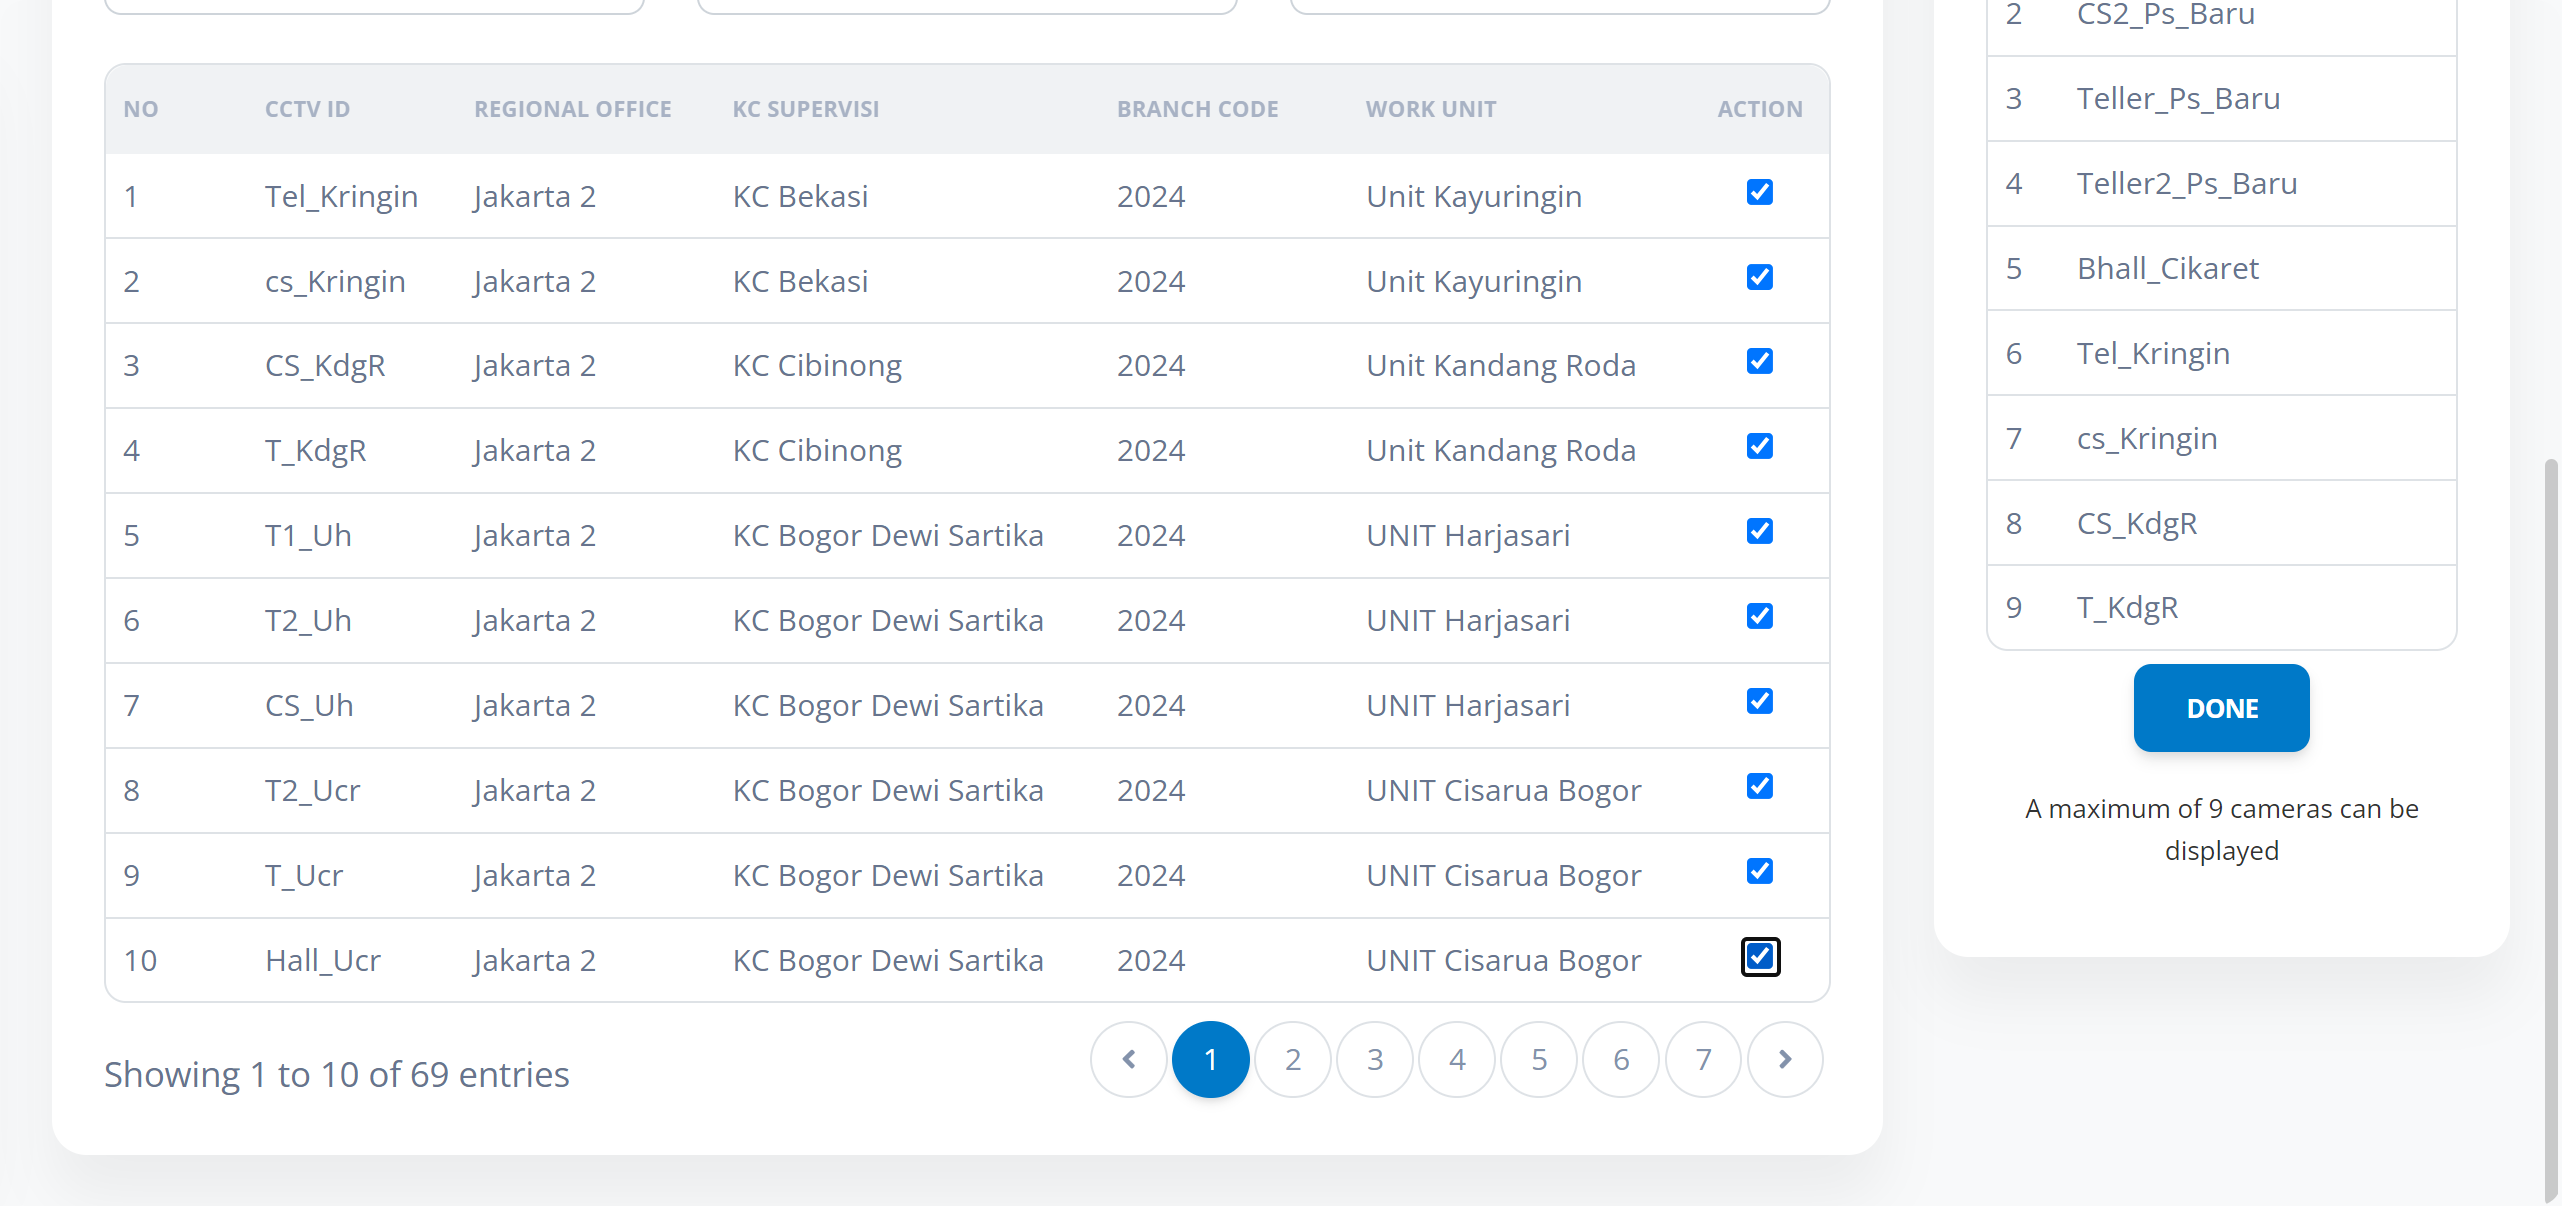 NO CCTV ID REGIONAL OFFICE KC SUPERVISI BRANCH CODE WORK UNIT ACTION
1 Tel_Kringin Jakarta 2 KC Bekasi 2024 Unit Kayuringin
2 cs_Kringin Jakarta 2 KC Bekasi 2024 Unit Kayuringin
3 CS_KdgR Jakarta 2 KC Cibinong 2024 Unit Kandang Roda
4 T_KdgR Jakarta 2 KC Cibinong 2024 Unit Kandang Roda
5 T1_Uh Jakarta 2 KC Bogor Dewi Sartika 2024 UNIT Harjasari
6 T2_Uh Jakarta 2 KC Bogor Dewi Sartika 2024 UNIT Harjasari
7 CS_Uh Jakarta 2 KC Bogor Dewi Sartika 2024 UNIT Harjasari
8 T2_Ucr Jakarta 2 KC Bogor Dewi Sartika 2024 UNIT Cisarua Bogor
9 T_Ucr Jakarta 2 KC Bogor Dewi Sartika 2024 UNIT Cisarua Bogor
10 Hall_Ucr Jakarta 2 KC Bogor Dewi Sartika 2024 UNIT Cisarua Bogor
Showing 1 to 10 of 69 entries
1 2 3 4 5 6 7
2 CS2_Ps_Baru
3 Teller_Ps_Baru
4 Teller2_Ps_Baru
5 Bhall_Cikaret
6 Tel_Kringin
7 cs_Kringin
8 CS_KdgR
9 T_KdgR
DONE
A maximum of 9 cameras can be
displayed